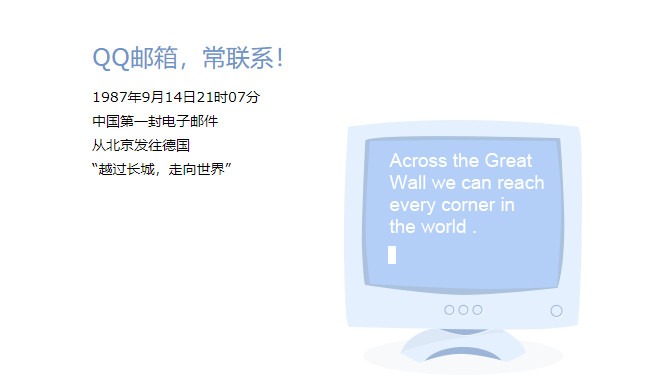 QQ邮箱，常联系！
1987年9月14日21时07分
中国第一封电子邮件
从北京发往德国
“越过长城，走向世界”
Across the Great
Wall we can reach
every corner in
the world .